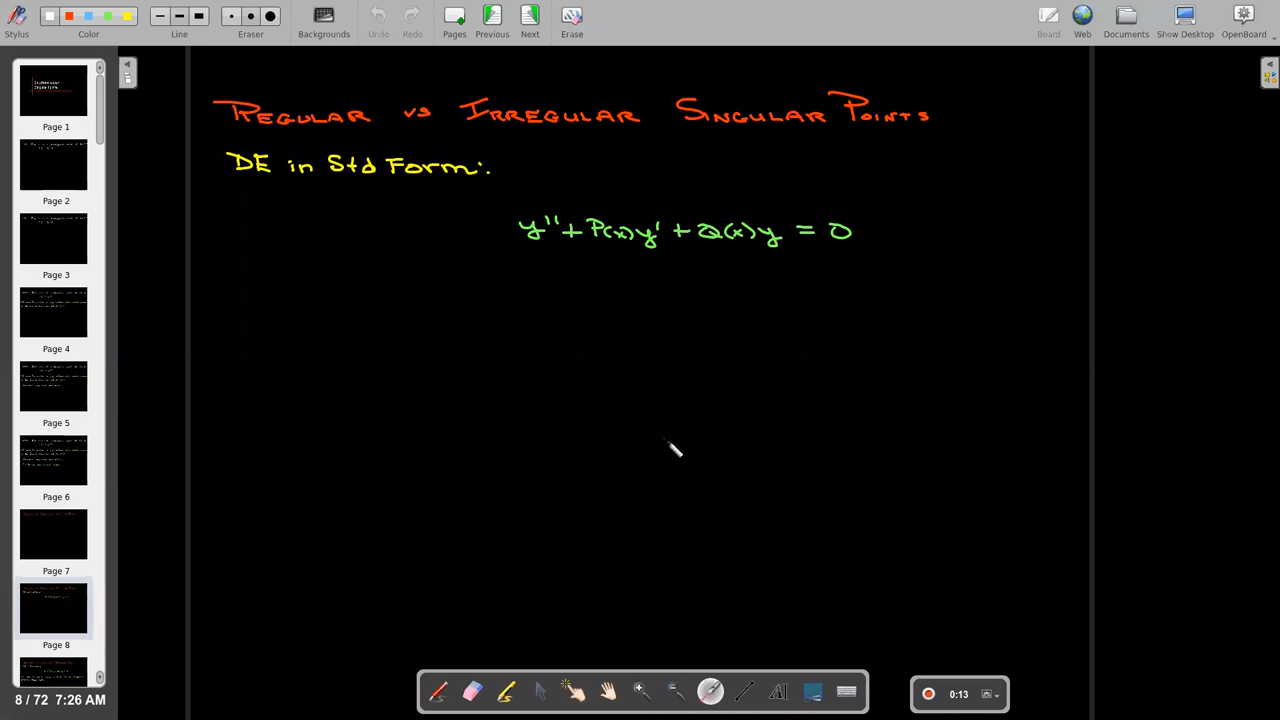 Stylus
Color
Line
Eraser
Backgrounds
Undo
Redo
Pages
Previous
Next
Erase
Board
Web
Documents
Show Desktop
OpenBoard
REGULAR vs IRREGULAR SINGULAR POINTS
DE in Std Form:
y'' + P(x)y' + Q(x)y = 0
Page 1
Page 2
Page 3
Page 4
Page 5
Page 6
Page 7
Page 8
8 / 72 7:26 AM
0:13